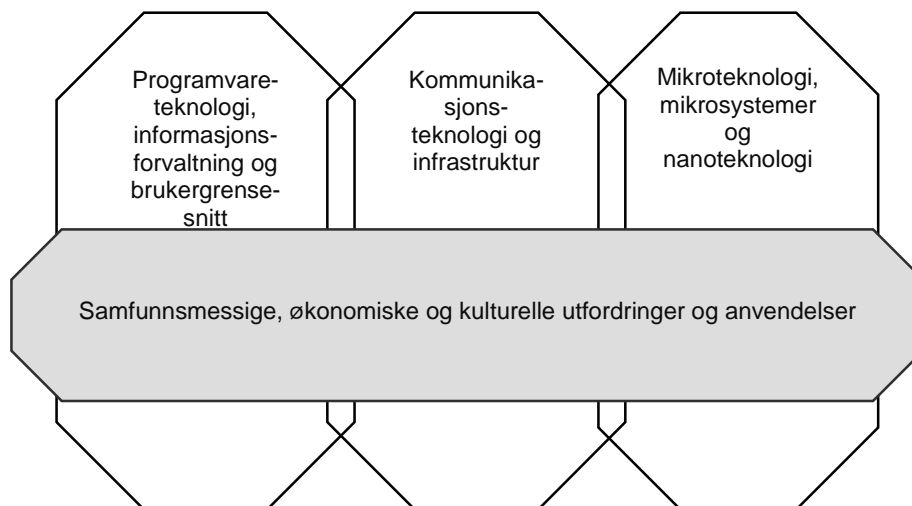 Programvare-
teknologi,
informasjons-
forvaltning og
brukergrense-
snitt
Kommunika-
sjons-
teknologi og
infrastruktur
Mikroteknologi,
mikrosystemer
og
nanoteknologi
Samfunnsmessige, økonomiske og kulturelle utfordringer og anvendelser